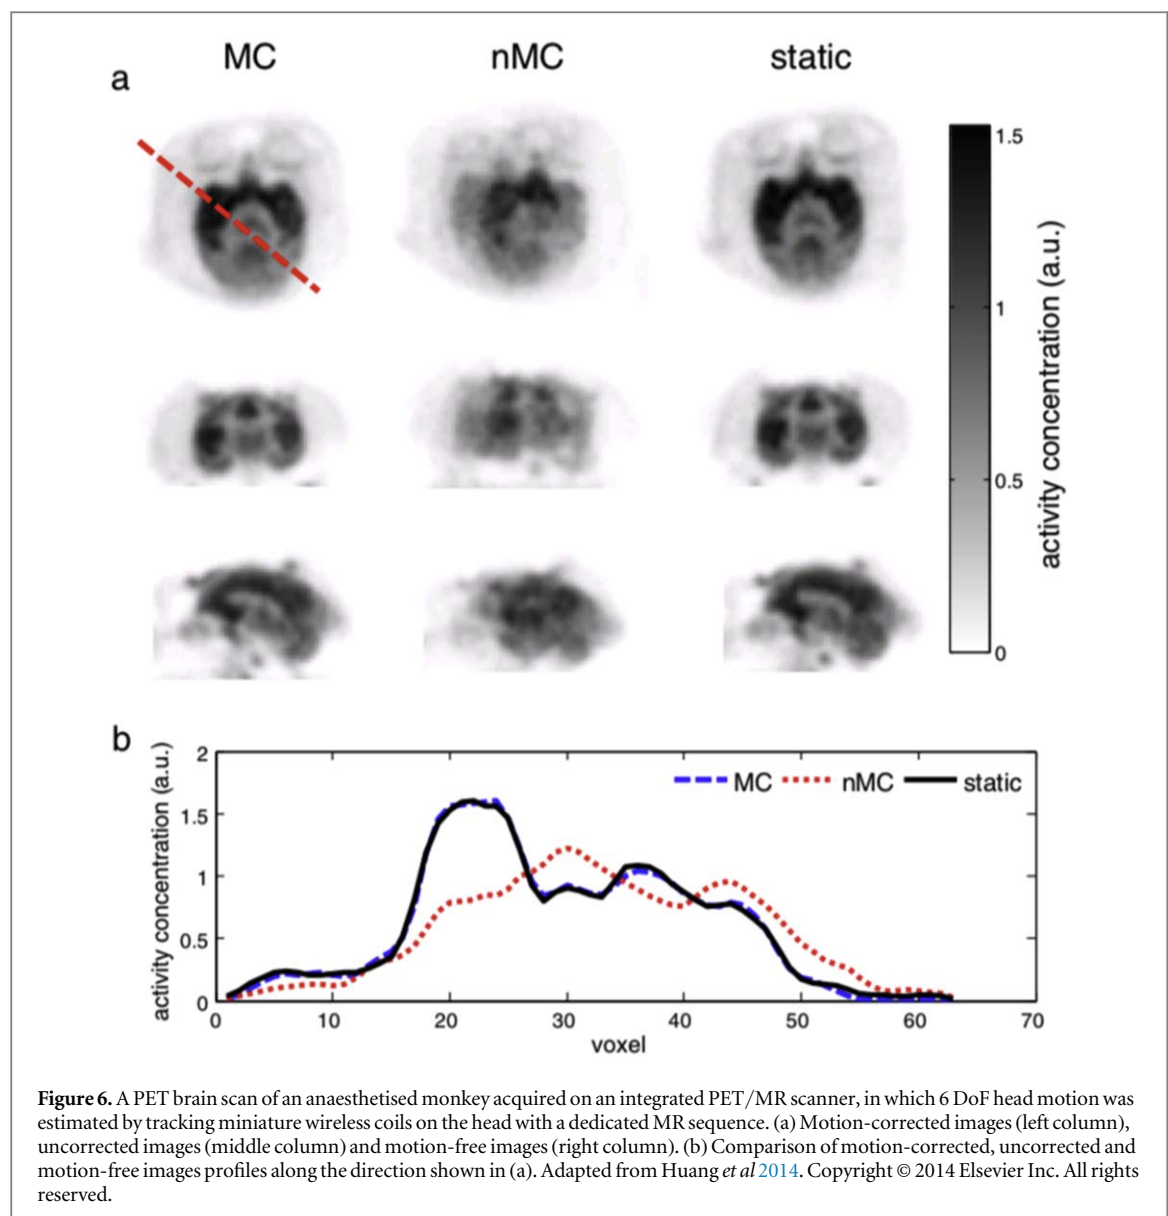 MC nMC static
a
1.5
1
0.5
0
activity concentration (a.u.)
b
2
1.5
1
0.5
0
activity concentration (a.u.)
MC nMC static
0 10 20 30 40 50 60 70
voxel
Figure 6. A PET brain scan of an anaesthetised monkey acquired on an integrated PET/MR scanner, in which 6 DoF head motion was
estimated by tracking miniature wireless coils on the head with a dedicated MR sequence. (a) Motion-corrected images (left column),
uncorrected images (middle column) and motion-free images (right column). (b) Comparison of motion-corrected, uncorrected and
motion-free images profiles along the direction shown in (a). Adapted from Huang et al 2014. Copyright © 2014 Elsevier Inc. All rights
reserved.